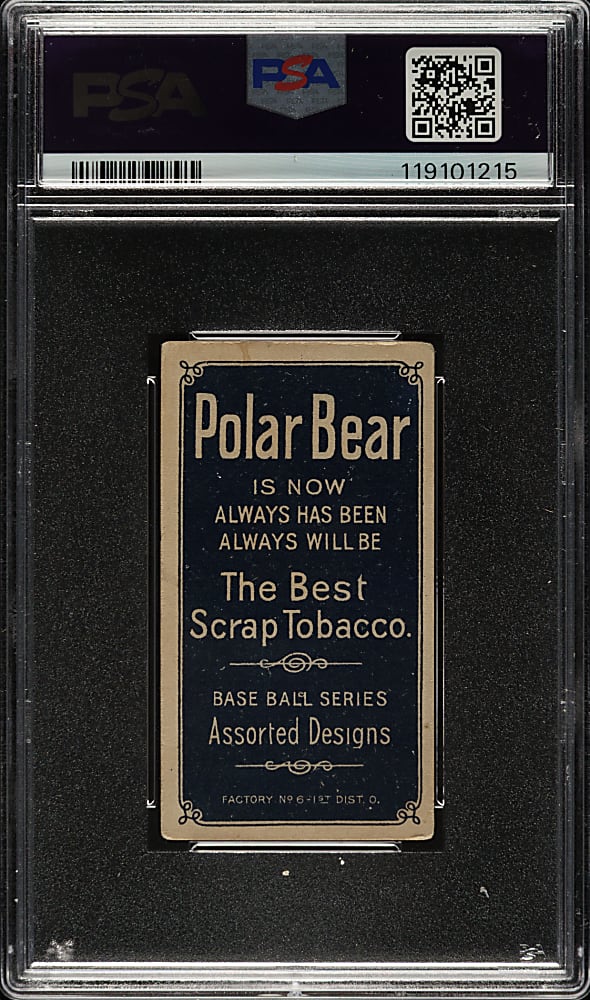 PSA
PSA
119101215
Polar Bear
IS NOW
ALWAYS HAS BEEN
ALWAYS WILL BE
The Best
Scrap Tobacco.
BASE BALL SERIES
Assorted Designs
FACTORY Nº 6-1ST DIST. O.